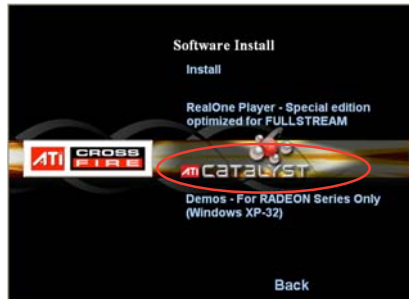 Software Install
Install
RealOne Player - Special edition
optimized for FULLSTREAM
ATI CROSS
FIRE
ATI CATALYST
Demos - For RADEON Series Only
(Windows XP-32)
Back